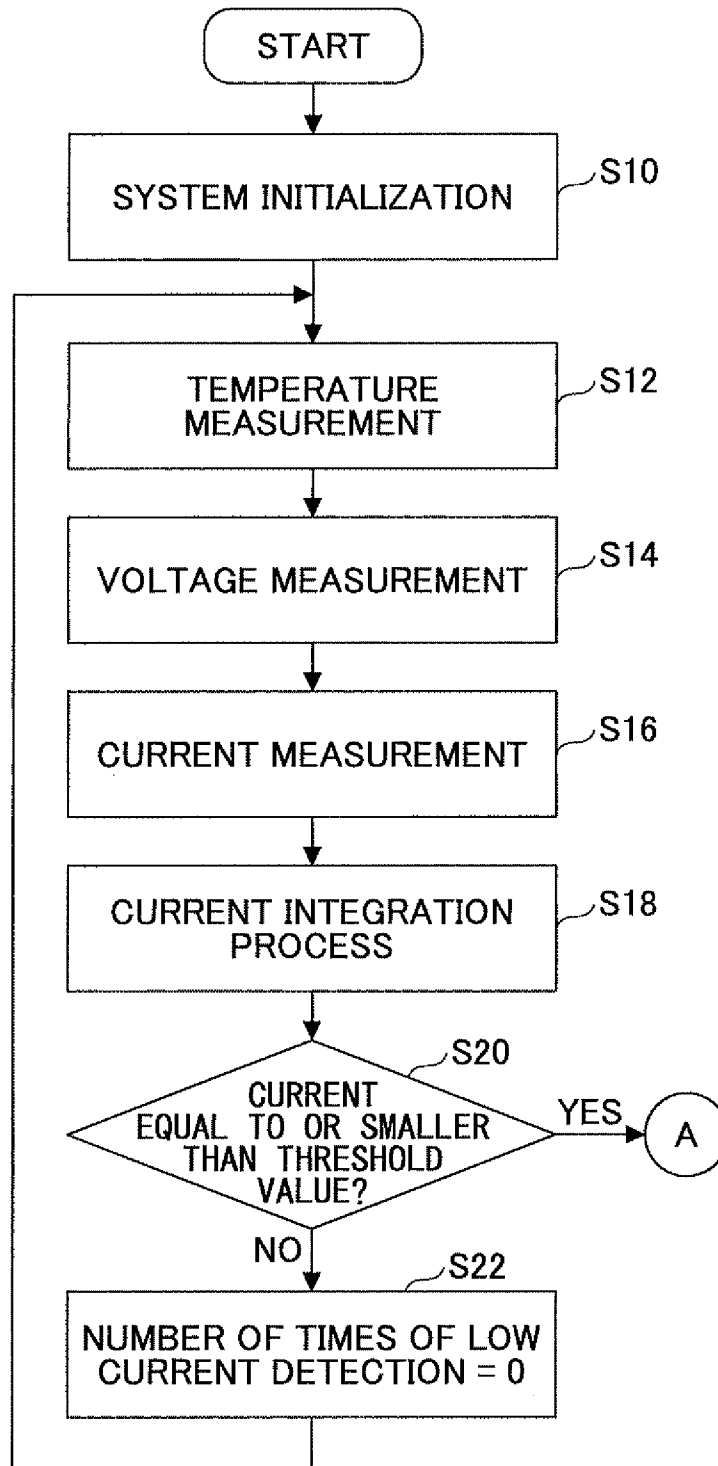 START
SYSTEM INITIALIZATION
S10
TEMPERATURE
MEASUREMENT
S12
VOLTAGE MEASUREMENT
S14
CURRENT MEASUREMENT
S16
CURRENT INTEGRATION
PROCESS
S18
S20
CURRENT
EQUAL TO OR SMALLER
THAN THRESHOLD
VALUE?
YES
A
NO
S22
NUMBER OF TIMES OF LOW
CURRENT DETECTION = 0